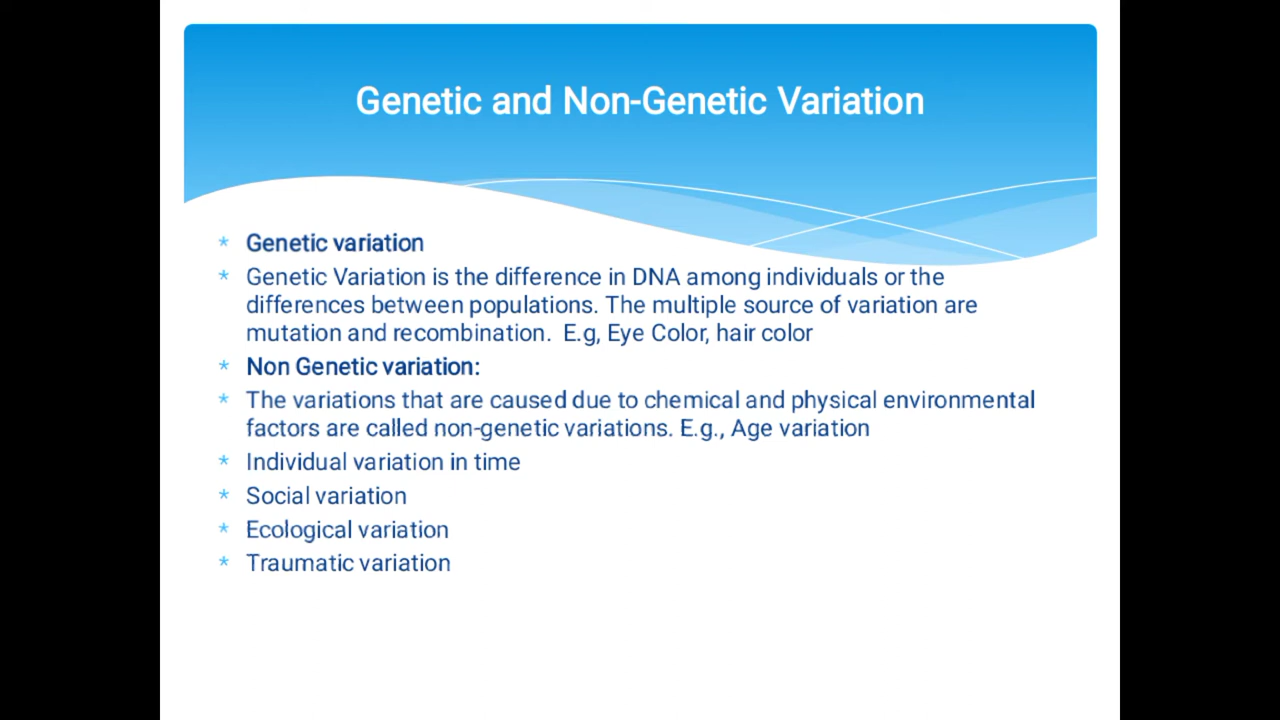 Genetic and Non-Genetic Variation
* Genetic variation
* Genetic Variation is the difference in DNA among individuals or the
differences between populations. The multiple source of variation are
mutation and recombination.  E.g, Eye Color, hair color
* Non Genetic variation:
* The variations that are caused due to chemical and physical environmental
factors are called non-genetic variations. E.g., Age variation
* Individual variation in time
* Social variation
* Ecological variation
* Traumatic variation